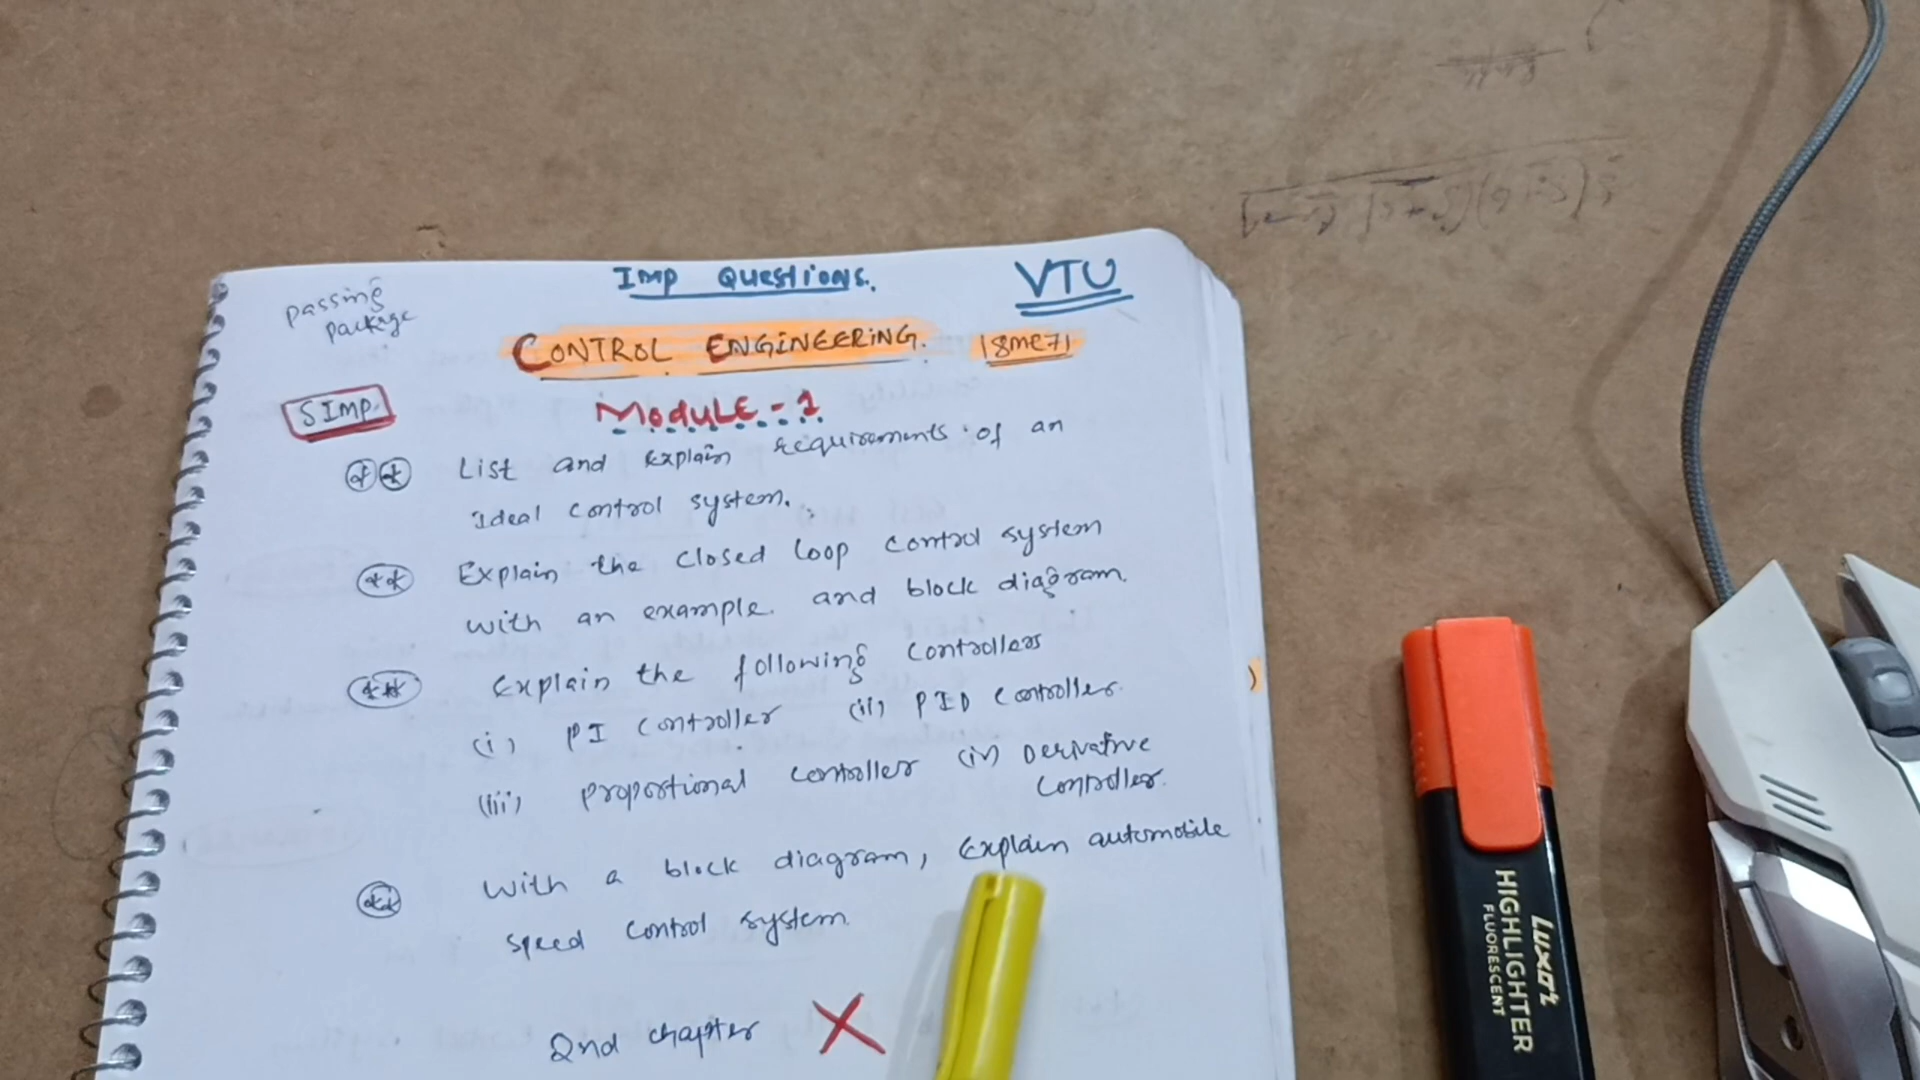 Imp Questions.
VTU
passing
package
CONTROL ENGINEERING.
18ME71
SIMP.
Module-1
List and explain requirements of an
Ideal control system.
Explain the closed loop control system
with an example. and block diagram.
Explain the following controllers
(i) PI controller (ii) PID controller.
(iii) proportional controller (iv) Derivative
controller.
With a block diagram, explain automobile
speed control system.
2nd chapter X
Luxor
HIGHLIGHTER
FLUORESCENT